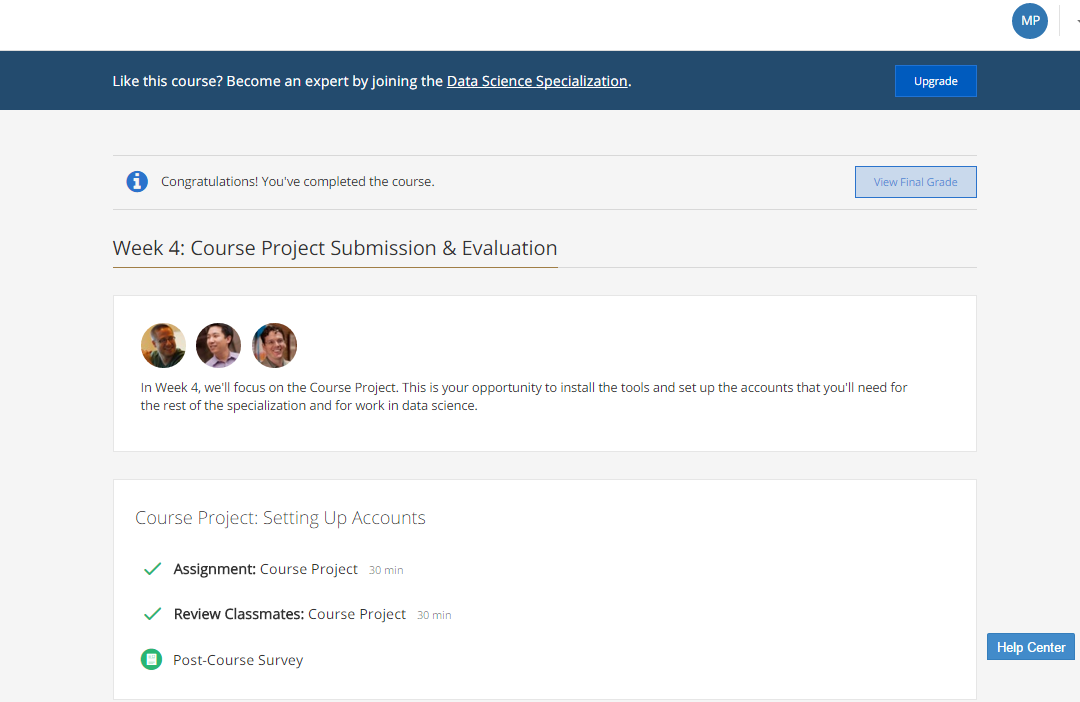 MP
Like this course? Become an expert by joining the Data Science Specialization.
Upgrade
Congratulations! You've completed the course.
View Final Grade
Week 4: Course Project Submission & Evaluation
In Week 4, we'll focus on the Course Project. This is your opportunity to install the tools and set up the accounts that you'll need for
the rest of the specialization and for work in data science.
Course Project: Setting Up Accounts
Assignment: Course Project 30 min
Review Classmates: Course Project 30 min
Post-Course Survey
Help Center